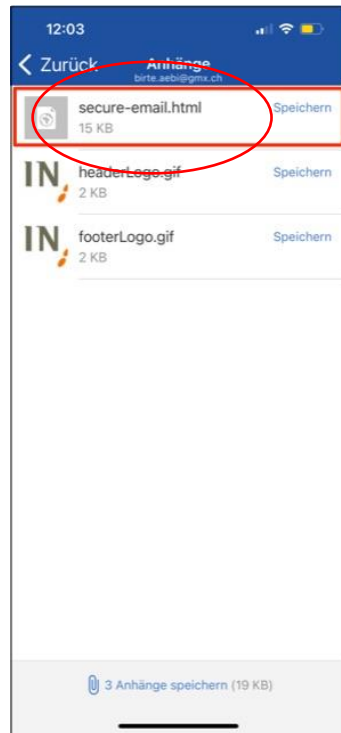 12:03
Zurück
Anhänge
birte.aebi@gmx.ch
secure-email.html
Speichern
15 KB
IN,
headerLogo.gif
Speichern
2 KB
IN,
footerLogo.gif
Speichern
2 KB
3 Anhänge speichern (19 KB)